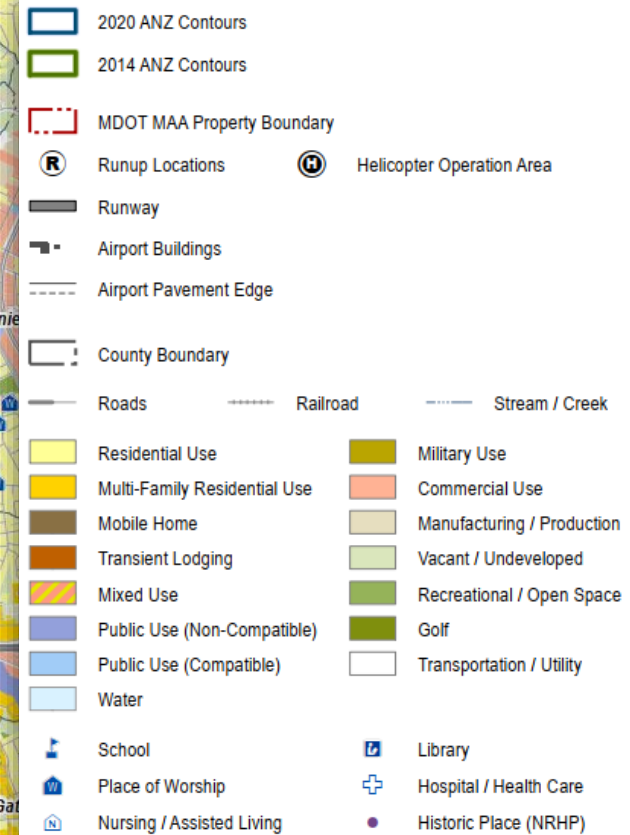 2020 ANZ Contours
2014 ANZ Contours
MDOT MAA Property Boundary
R Runup Locations H Helicopter Operation Area
Runway
Airport Buildings
Airport Pavement Edge
nie
County Boundary
Roads Railroad Stream / Creek
Residential Use Military Use
Multi-Family Residential Use Commercial Use
Mobile Home Manufacturing / Production
Transient Lodging Vacant / Undeveloped
Mixed Use Recreational / Open Space
Public Use (Non-Compatible) Golf
Public Use (Compatible) Transportation / Utility
Water
School Library
W Place of Worship Hospital / Health Care
Gat
N Nursing / Assisted Living Historic Place (NRHP)